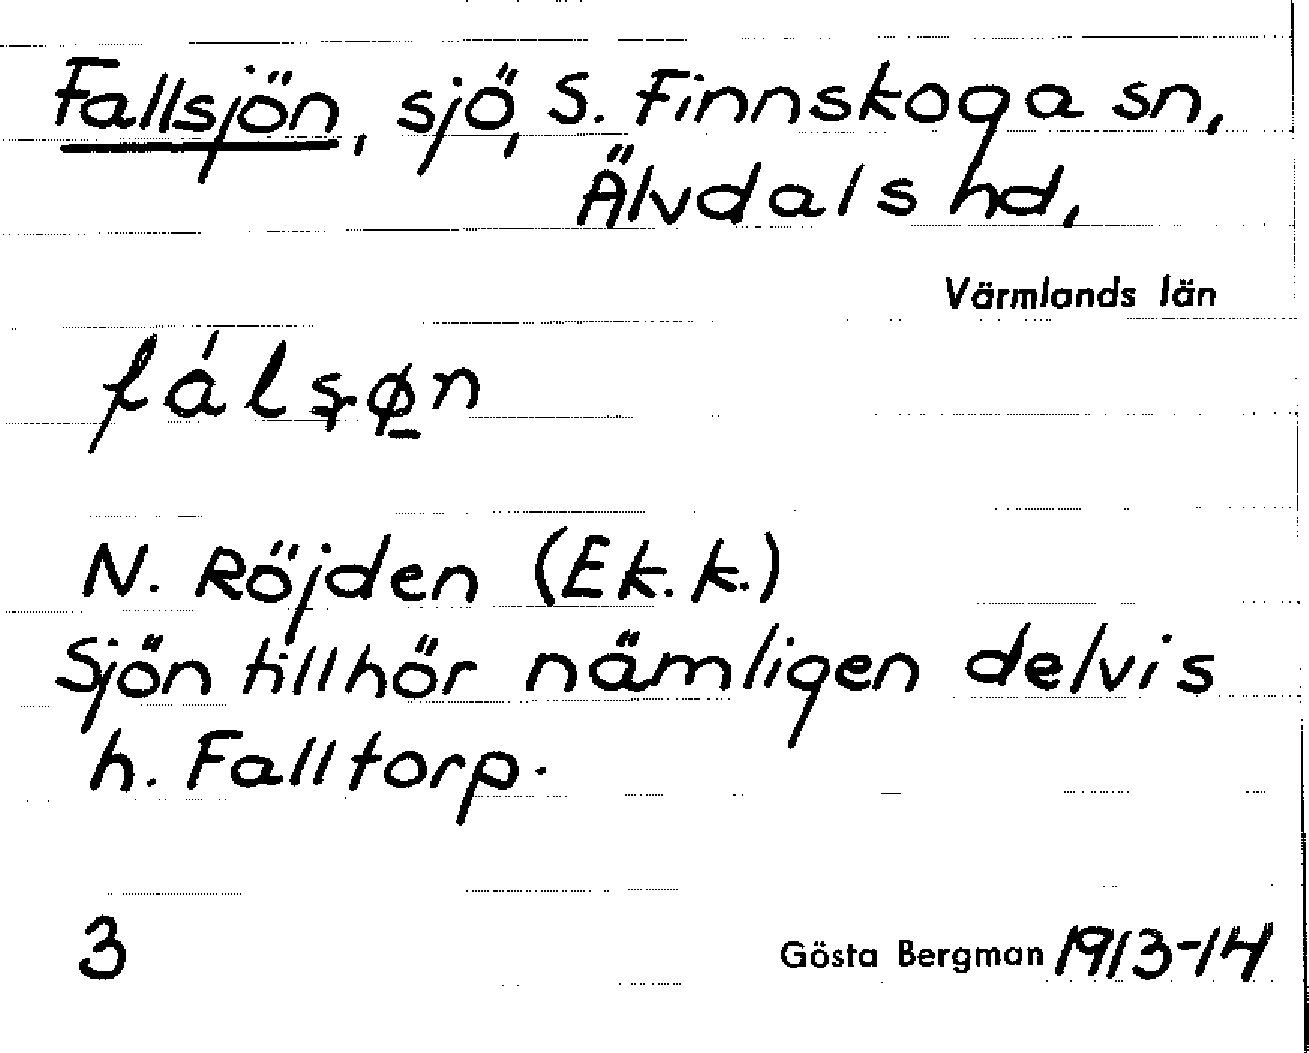 Fallsjön, sjö, S. Finnskoga sn,
Älvdals hd,
Värmlands län
fálşø̱n
N. Röjden (Ek. k.)
Sjön tillhör nämligen delvis
h. Falltorp.
3
Gösta Bergman 1913-14